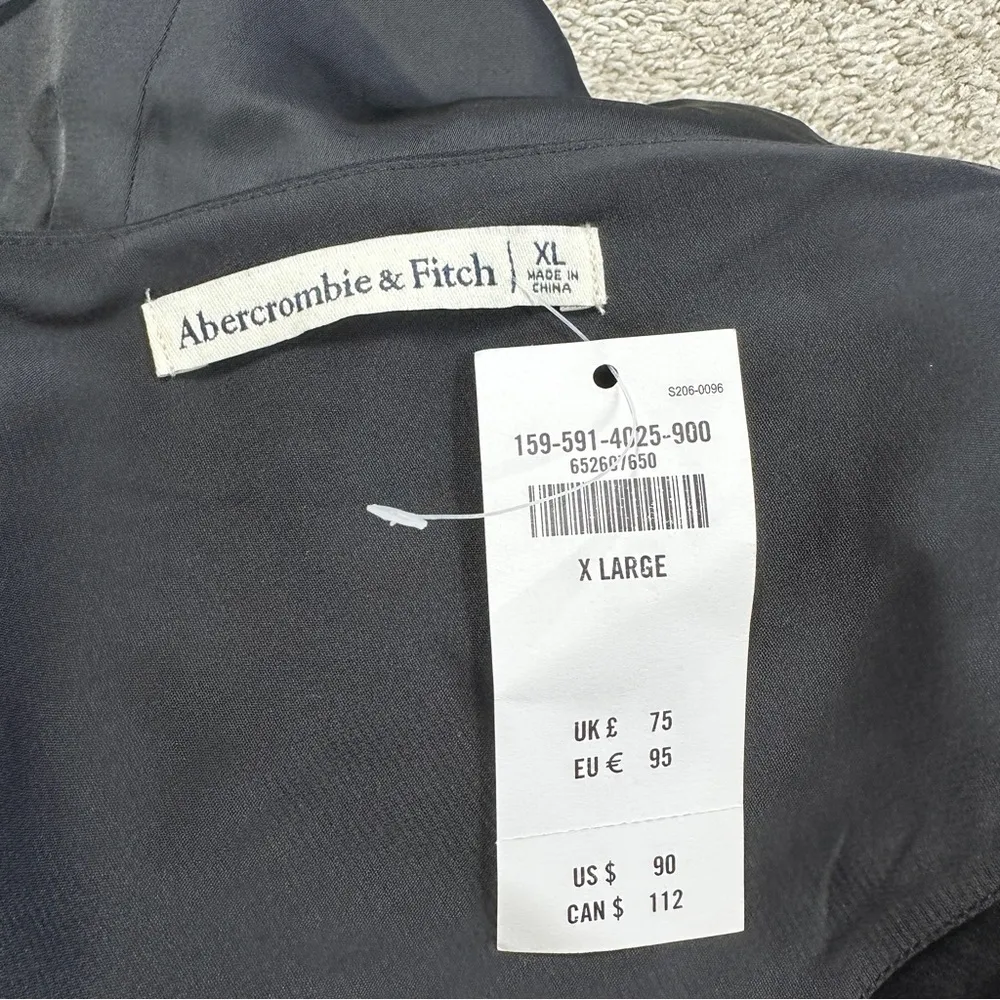 Abercrombie & Fitch
XL
MADE IN
CHINA
S206-0096
159-591-4025-900
652607650
X LARGE
UK £ 75
EU € 95
US $ 90
CAN $ 112